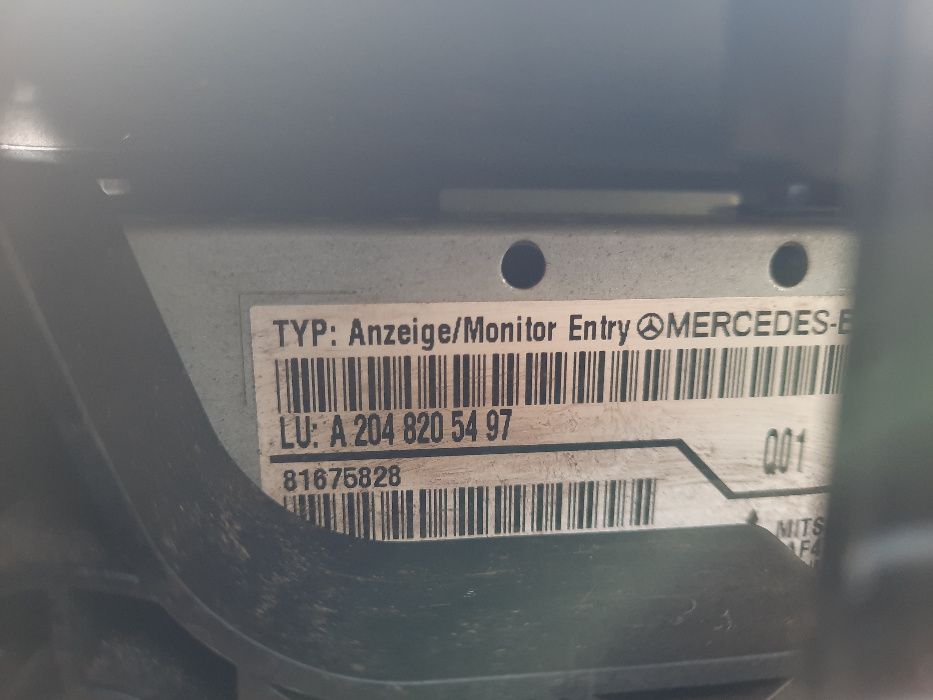 TYP: Anzeige/Monitor Entry MERCEDES-
LU: A 204 820 54 97
Q01
81675828
MITS